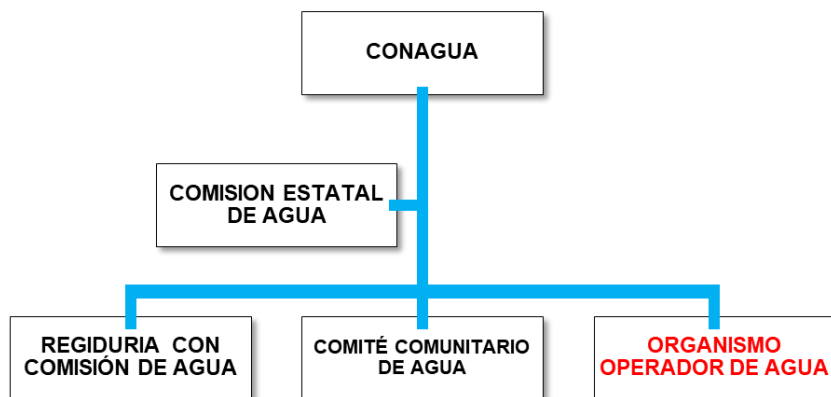 CONAGUA
COMISION ESTATAL
DE AGUA
REGIDURIA CON
COMISIÓN DE AGUA
COMITÉ COMUNITARIO
DE AGUA
ORGANISMO
OPERADOR DE AGUA